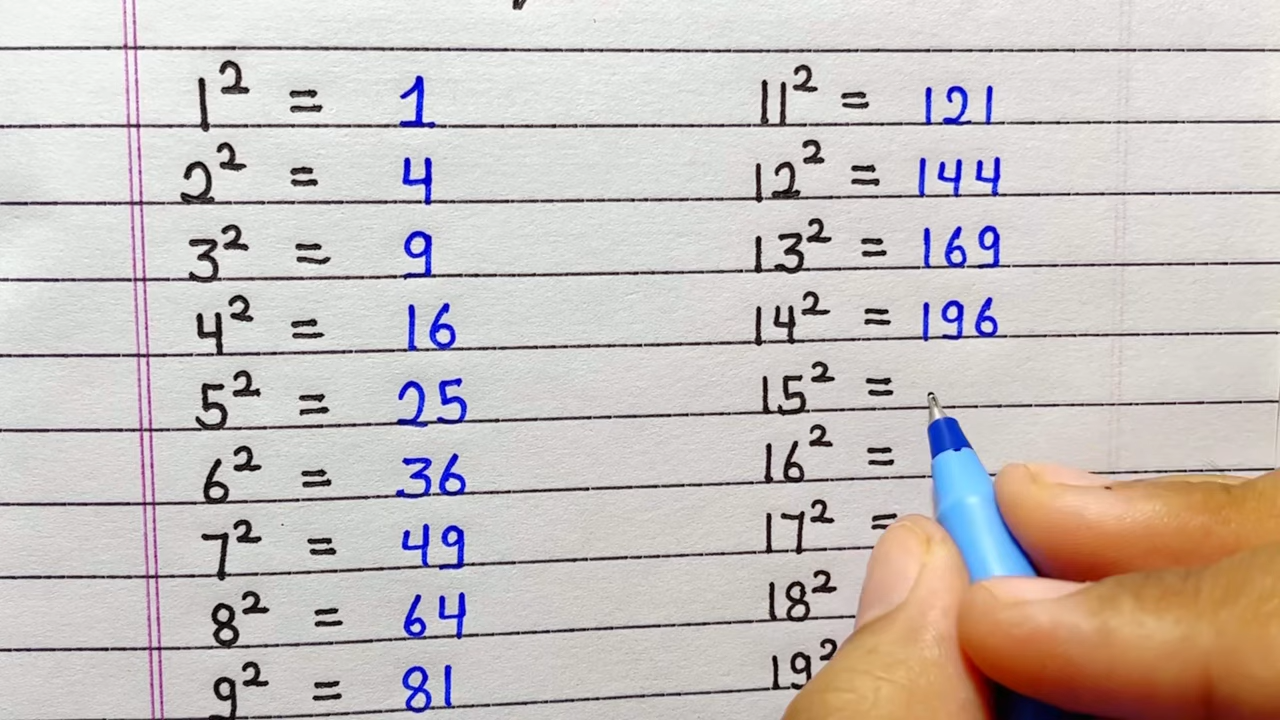 1² = 1
2² = 4
3² = 9
4² = 16
5² = 25
6² = 36
7² = 49
8² = 64
9² = 81
11² = 121
12² = 144
13² = 169
14² = 196
15² =
16² =
17² =
18²
19²